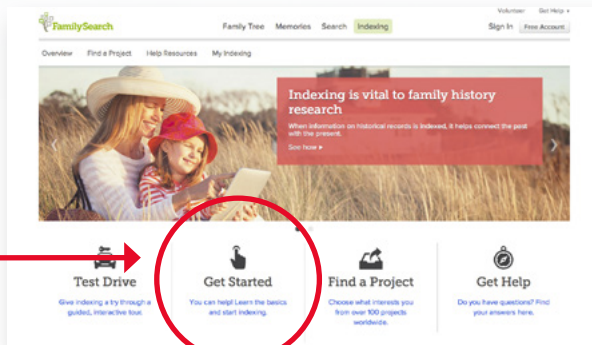 Volunteer Get Help
FamilySearch Family Tree Memories Search Indexing Sign In Free Account
Overview Find a Project Help Resources My Indexing
Indexing is vital to family history
research
When information on historical records is indexed, it helps connect the past
with the present.
See how
Test Drive
Give indexing a try through a
guided, interactive tour.
Get Started
You can help! Learn the basics
and start indexing.
Find a Project
Choose what interests you
from over 100 projects
worldwide.
Get Help
Do you have questions? Find
your answers here.